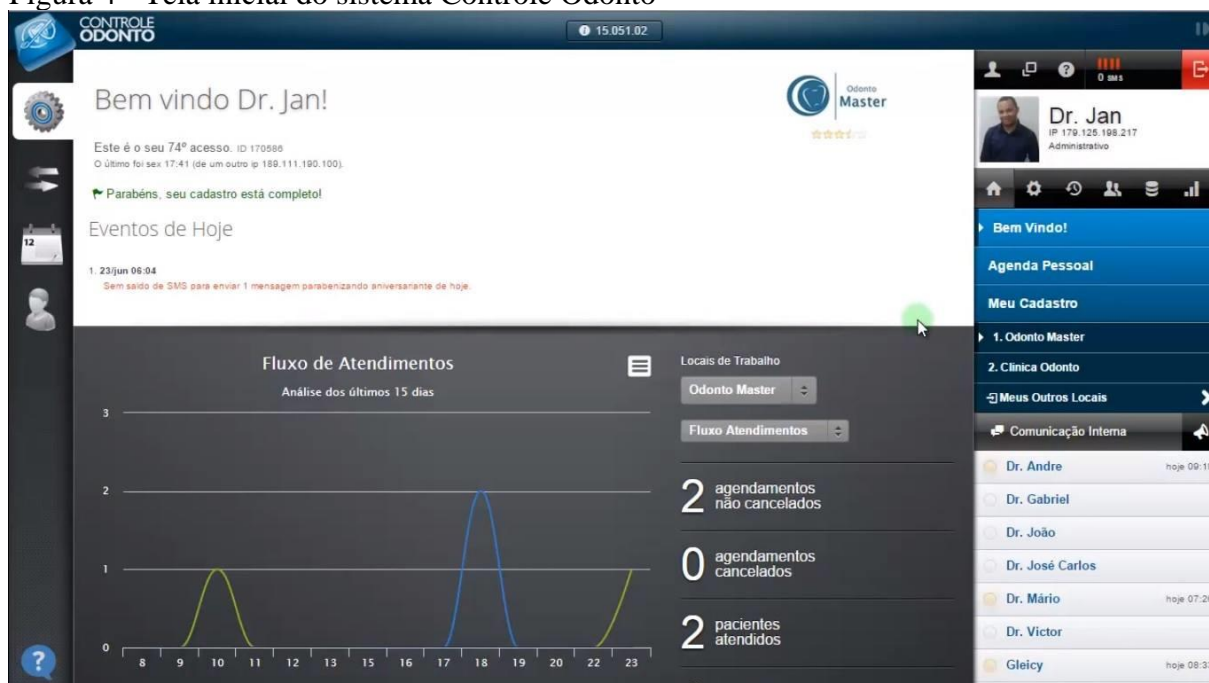 Figura 4 - Tela inicial do sistema Controle Odonto
CONTROLE
ODONTO
15.051.02
Bem vindo Dr. Jan!
Odonto
Master
Este é o seu 74º acesso. ID 170586
O último foi sex 17:41 (de um outro ip 189.111.190.100).
Parabéns, seu cadastro está completo!
Eventos de Hoje
1. 23/jun 06:04
Sem saldo de SMS para enviar 1 mensagem parabenizando aniversariante de hoje.
12
Fluxo de Atendimentos
Análise dos últimos 15 dias
3
2
1
0
8 9 10 11 12 13 15 16 17 18 19 20 22 23
Locais de Trabalho
Odonto Master
Fluxo Atendimentos
2 agendamentos
não cancelados
0 agendamentos
cancelados
2 pacientes
atendidos
0 SMS
Dr. Jan
IP 179.125.198.217
Administrativo
Bem Vindo!
Agenda Pessoal
Meu Cadastro
1. Odonto Master
2. Clinica Odonto
Meus Outros Locais
Comunicação Interna
Dr. Andre hoje
Dr. Gabriel
Dr. João
Dr. José Carlos
Dr. Mário hoje
Dr. Victor
Gleicy hoje